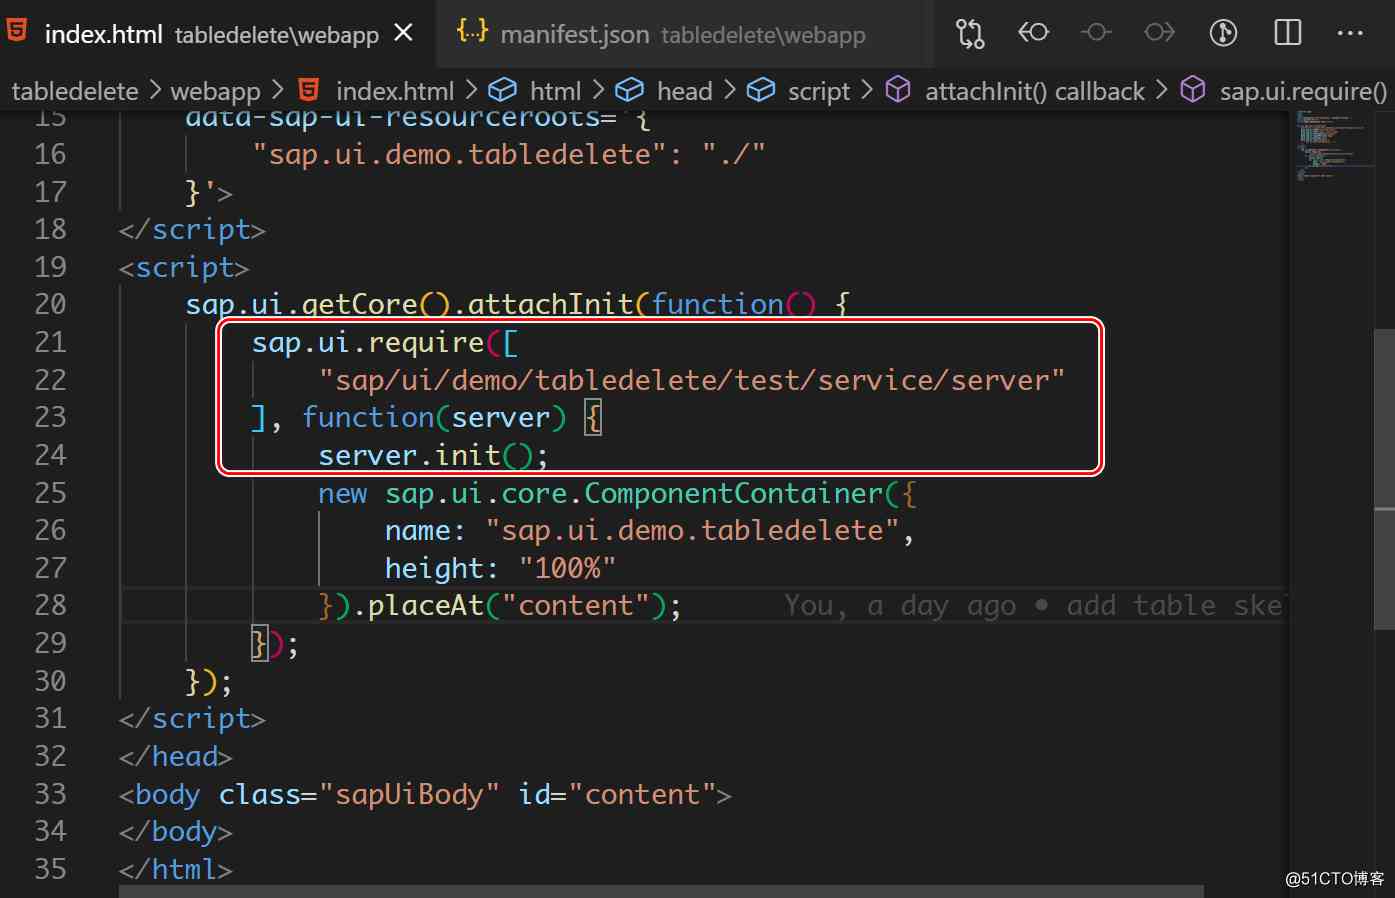 index.html tabledelete\webapp
{..} manifest.json tabledelete\webapp
tabledelete > webapp > index.html > html > head > script > attachInit() callback > sap.ui.require()
15 data-sap-ui-resourceroots='{
16 "sap.ui.demo.tabledelete": "./"
17 }'>
18 </script>
19 <script>
20 sap.ui.getCore().attachInit(function() {
21 sap.ui.require([
22 "sap/ui/demo/tabledelete/test/service/server"
23 ], function(server) {
24 server.init();
25 new sap.ui.core.ComponentContainer({
26 name: "sap.ui.demo.tabledelete",
27 height: "100%"
28 }).placeAt("content"); You, a day ago • add table ske
29 });
30 });
31 </script>
32 </head>
33 <body class="sapUiBody" id="content">
34 </body>
35 </html>
@51CTO博客